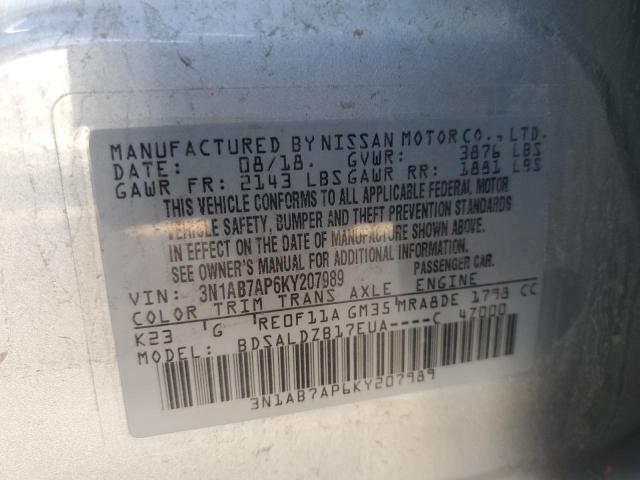 MANUFACTURED BY NISSAN MOTOR CO., LTD.
DATE: 08/18. GVWR: 3876 LBS
GAWR FR: 2143 LBS GAWR RR: 1881 LBS
THIS VEHICLE CONFORMS TO ALL APPLICABLE FEDERAL MOTOR
VEHICLE SAFETY, BUMPER AND THEFT PREVENTION STANDARDS
IN EFFECT ON THE DATE OF MANUFACTURE SHOWN ABOVE.
SEE OWNERS MANUAL FOR ADDITIONAL INFORMATION.
VIN: 3N1AB7AP6KY207989 PASSENGER CAR.
COLOR TRIM TRANS AXLE ENGINE
K23 G RE0F11A GM35 MRA8DE 1798 CC
MODEL: BDSALDZB17EUA----C 47000
3N1AB7AP6KY207989